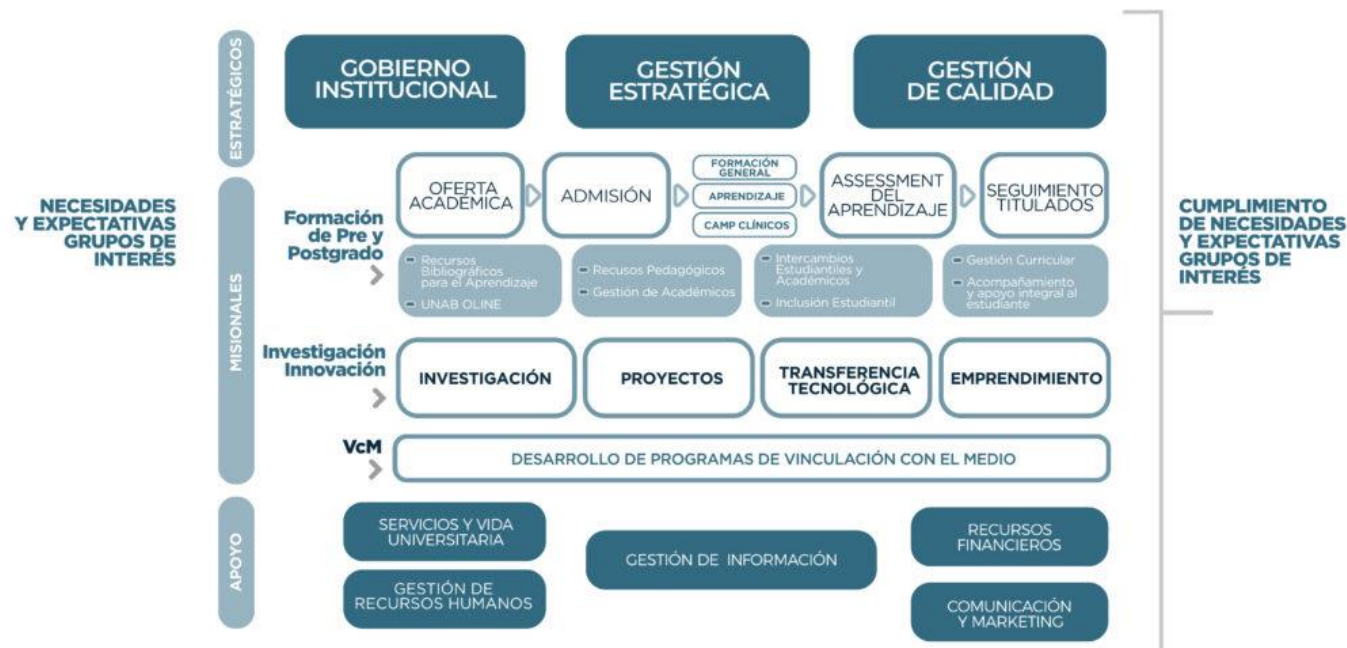 ESTRATÉGICOS
GOBIERNO
INSTITUCIONAL
GESTIÓN
ESTRATÉGICA
GESTIÓN
DE CALIDAD
NECESIDADES
Y EXPECTATIVAS
GRUPOS DE
INTERÉS
MISIONALES
Formación
de Pre y
Postgrado
OFERTA
ACADÉMICA
ADMISIÓN
FORMACIÓN
GENERAL
APRENDIZAJE
CAMP CLÍNICOS
ASSESSMENT
DEL
APRENDIZAJE
SEGUIMIENTO
TITULADOS
Recursos
Bibliográficos
para el Aprendizaje
UNAB OLINE
Recusos Pedagógicos
Gestión de Académicos
Intercambios
Estudiantiles y
Académicos
Inclusión Estudiantil
Gestión Curricular
Acompañamiento
y apoyo integral al
estudiante
Investigación
Innovación
INVESTIGACIÓN
PROYECTOS
TRANSFERENCIA
TECNOLÓGICA
EMPRENDIMIENTO
VcM
DESARROLLO DE PROGRAMAS DE VINCULACIÓN CON EL MEDIO
APOYO
SERVICIOS Y VIDA
UNIVERSITARIA
GESTIÓN DE
RECURSOS HUMANOS
GESTIÓN DE INFORMACIÓN
RECURSOS
FINANCIEROS
COMUNICACIÓN
Y MARKETING
CUMPLIMIENTO
DE NECESIDADES
Y EXPECTATIVAS
GRUPOS DE
INTERÉS